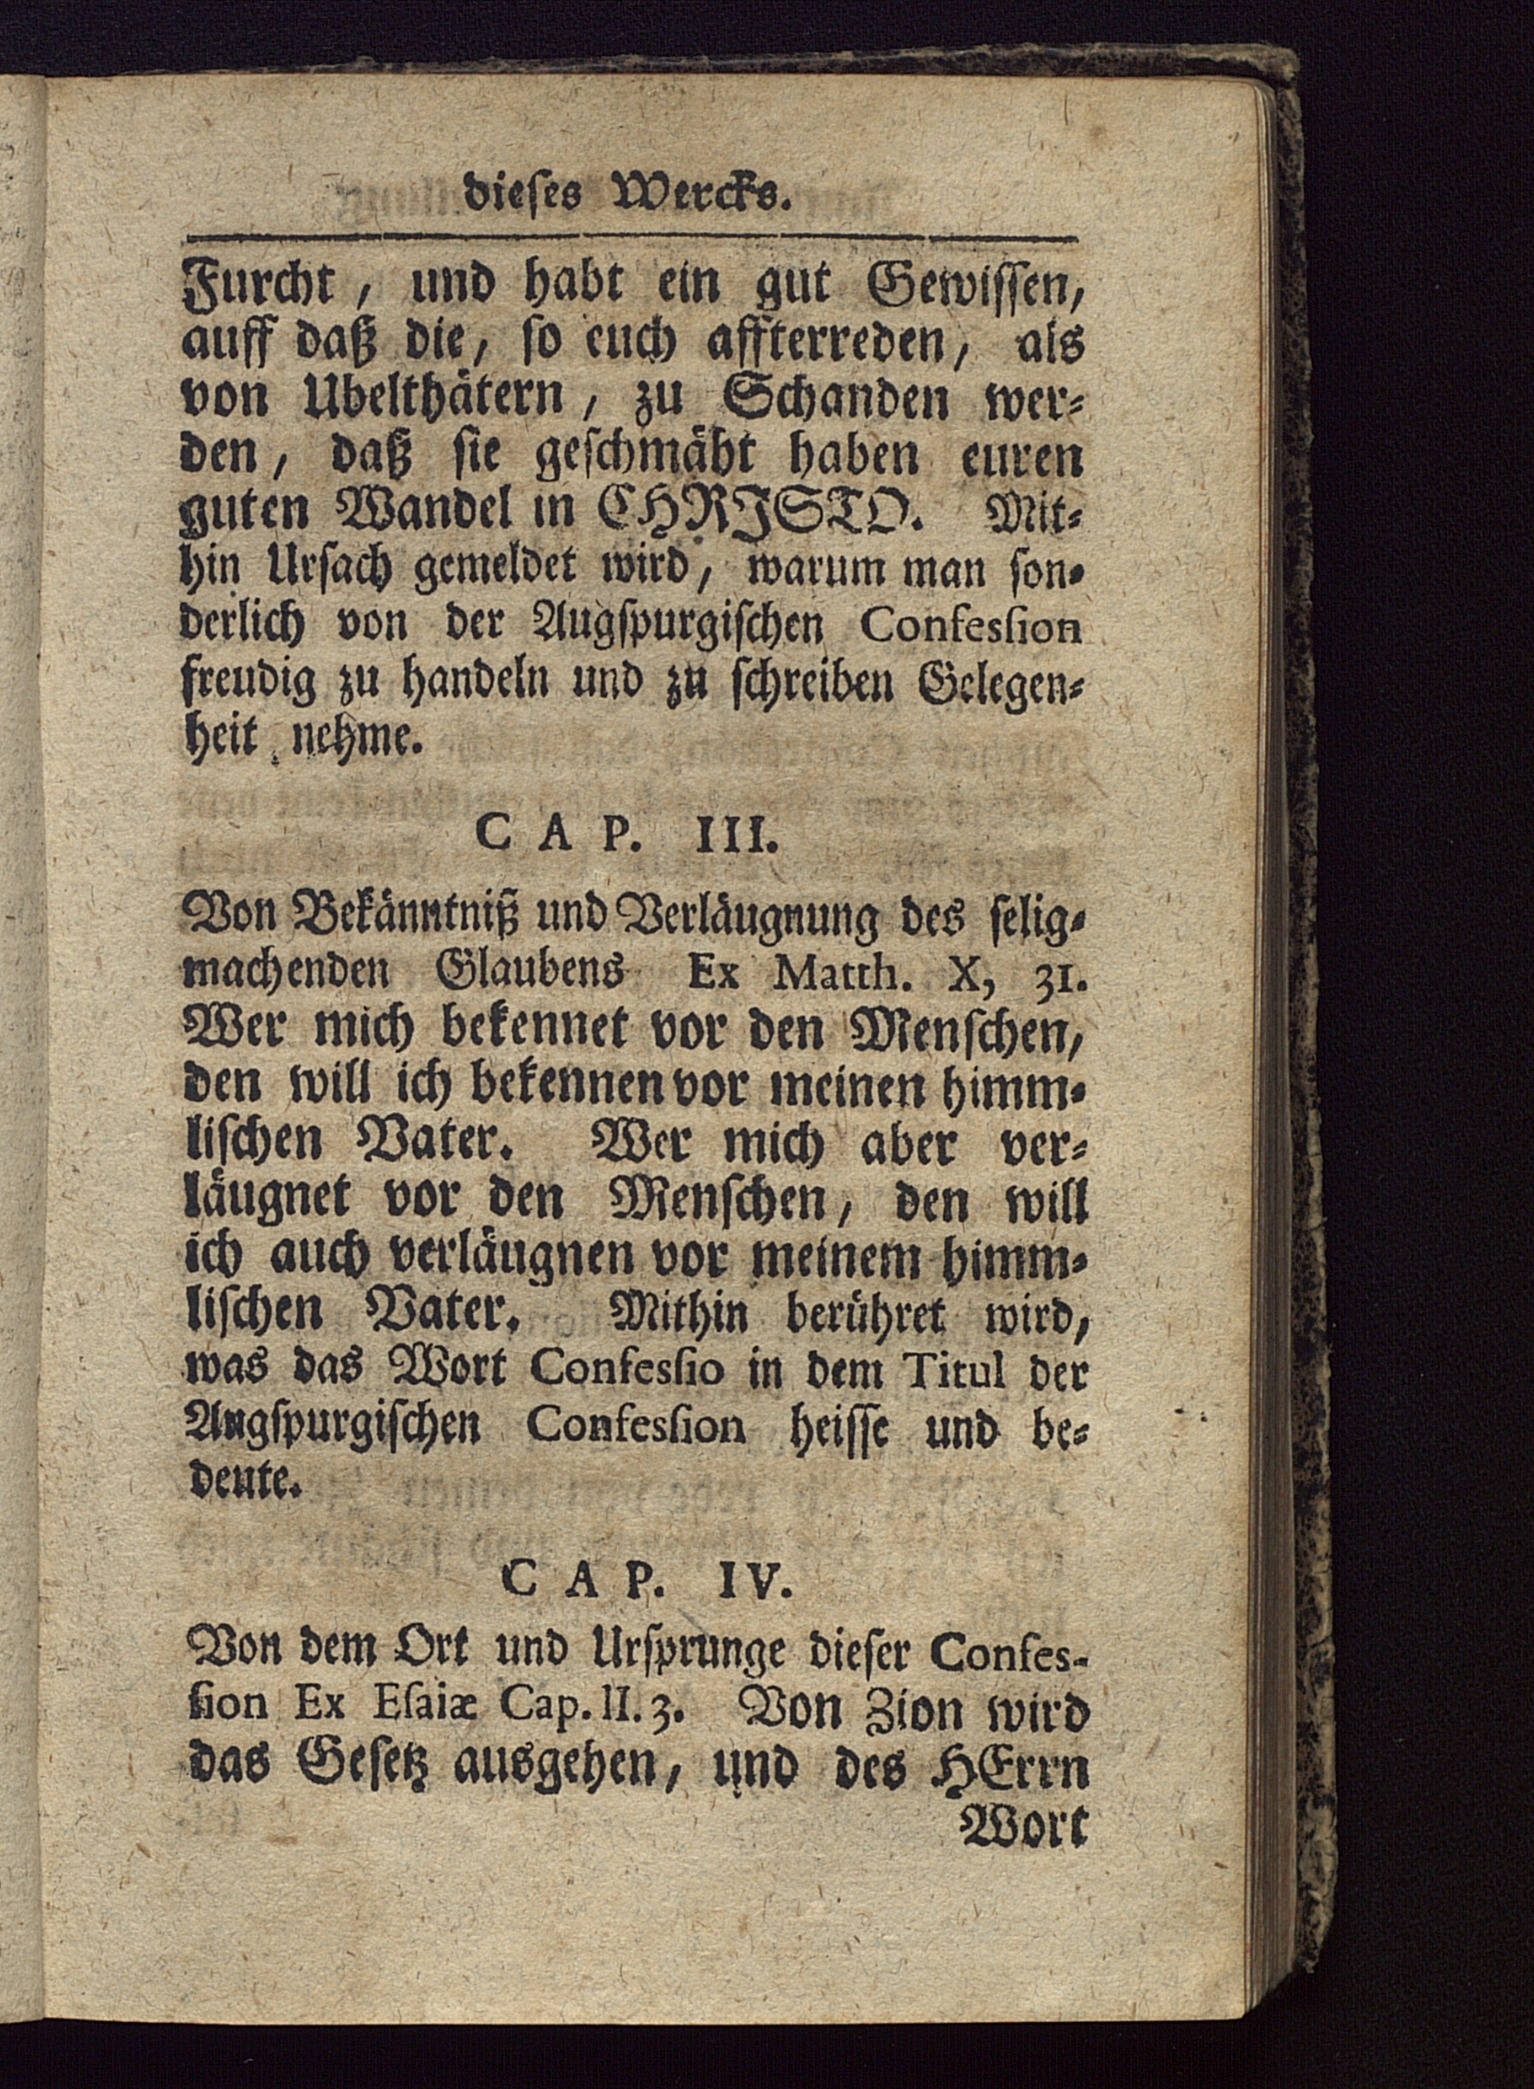 dieses Wercks.
Furcht, und habt ein gut Gewissen,
auff daß die, so euch affterreden, als
von Ubelthätern, zu Schanden wer-
den, daß sie geschmäht haben euren
guten Wandel in CHRISTO. Mit-
hin Ursach gemeldet wird, warum man son-
derlich von der Augspurgischen Confession
freudig zu handeln und zu schreiben Gelegen-
heit nehme.
CAP. III.
Von Bekänntniß und Verläugnung des selig-
machenden Glaubens Ex Matth. X, 31.
Wer mich bekennet vor den Menschen,
den will ich bekennen vor meinen himm-
lischen Vater. Wer mich aber ver-
läugnet vor den Menschen, den will
ich auch verläugnen vor meinem himm-
lischen Vater. Mithin berühret wird,
was das Wort Confessio in dem Titul der
Augspurgischen Confession heisse und be-
deute.
CAP. IV.
Von dem Ort und Ursprunge dieser Confes-
sion Ex Esaiæ Cap. II. 3. Von Zion wird
das Gesetz ausgehen, und des HErrn
Wort